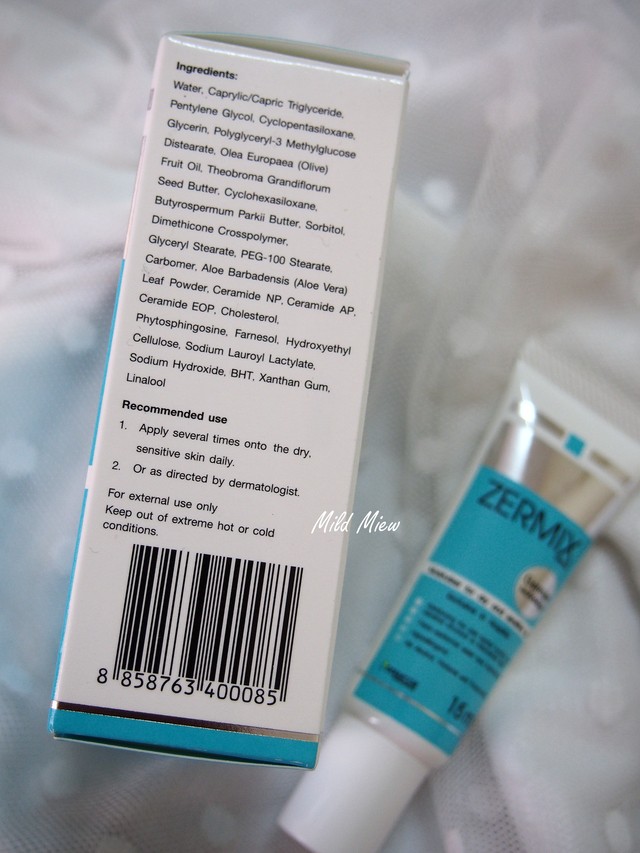 Ingredients:
Water, Caprylic/Capric Triglyceride,
Pentylene Glycol, Cyclopentasiloxane,
Glycerin, Polyglyceryl-3 Methylglucose
Distearate, Olea Europaea (Olive)
Fruit Oil, Theobroma Grandiflorum
Seed Butter, Cyclohexasiloxane,
Butyrospermum Parkii Butter, Sorbitol,
Dimethicone Crosspolymer,
Glyceryl Stearate, PEG-100 Stearate,
Carbomer, Aloe Barbadensis (Aloe Vera)
Leaf Powder, Ceramide NP, Ceramide AP,
Ceramide EOP, Cholesterol,
Phytosphingosine, Farnesol, Hydroxyethyl
Cellulose, Sodium Lauroyl Lactylate,
Sodium Hydroxide, BHT, Xanthan Gum,
Linalool
Recommended use
1. Apply several times onto the dry,
sensitive skin daily.
2. Or as directed by dermatologist.
For external use only
Keep out of extreme hot or cold
conditions.
8 858763 400085
Mild Miew
ZERMIX